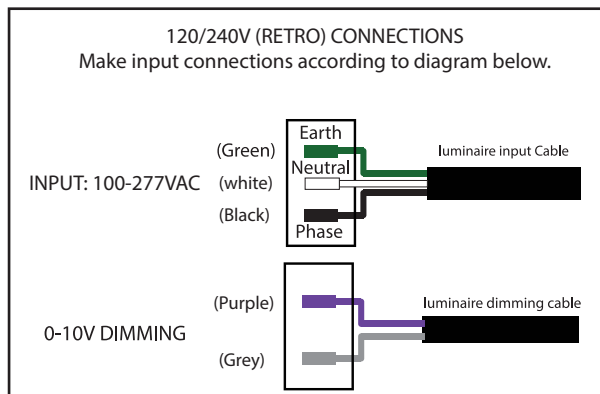 120/240V (RETRO) CONNECTIONS
Make input connections according to diagram below.
Earth
(Green)
luminaire input Cable
Neutral
INPUT: 100-277VAC
(white)
(Black)
Phase
(Purple)
luminaire dimming cable
0-10V DIMMING
(Grey)